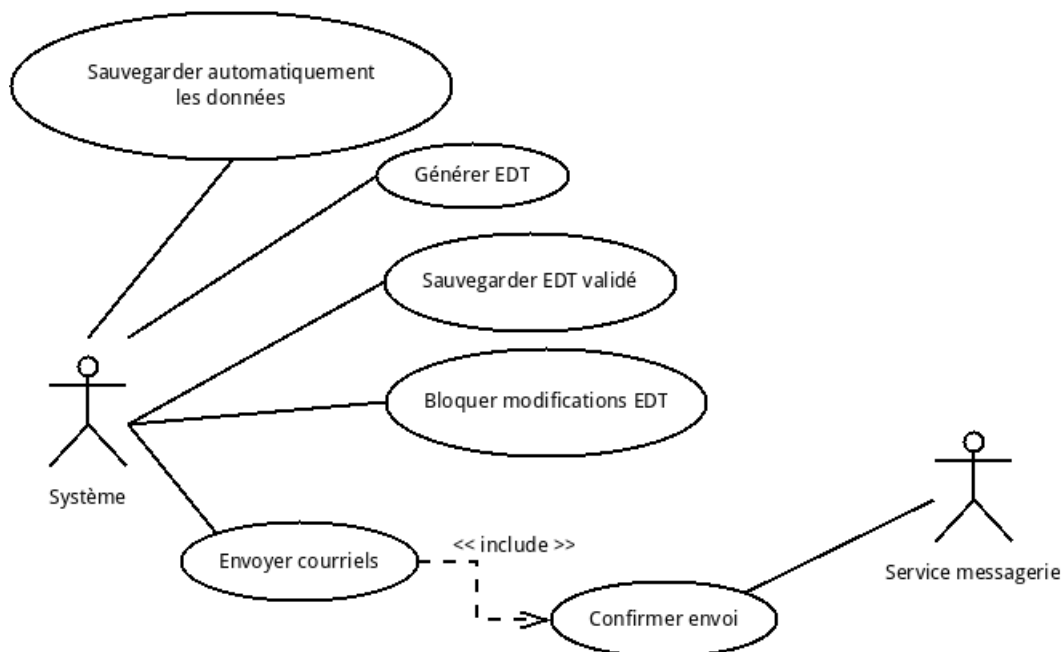 Sauvegarder automatiquement
les données
Générer EDT
Sauvegarder EDT validé
Bloquer modifications EDT
Système
Envoyer courriels
<< include >>
Confirmer envoi
Service messagerie